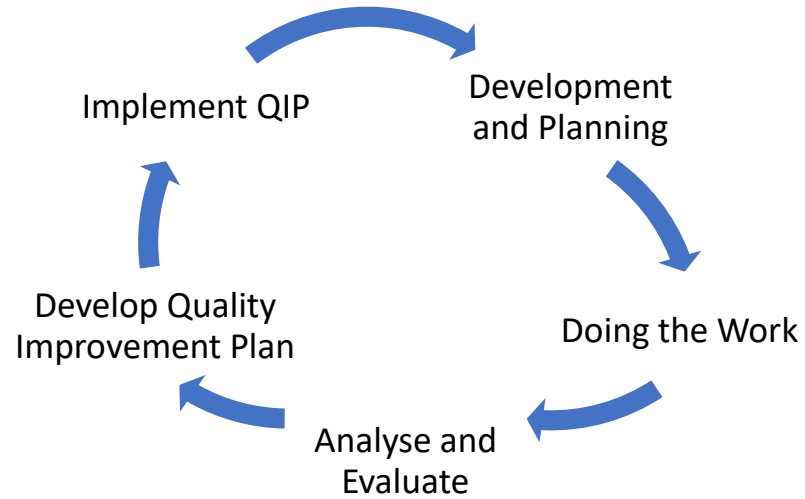 Implement QIP
Development
and Planning
Doing the Work
Analyse and
Evaluate
Develop Quality
Improvement Plan